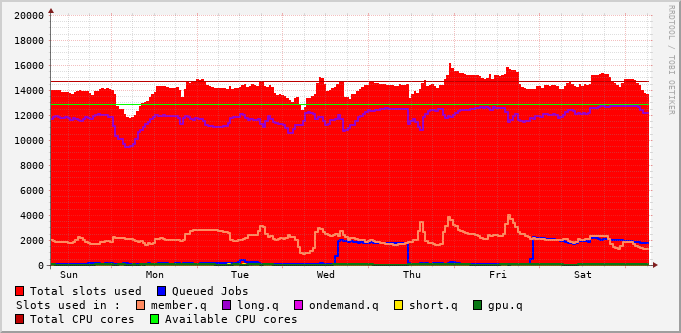 20000
18000
16000
14000
12000
10000
8000
6000
4000
2000
0
Sun Mon Tue Wed Thu Fri Sat
RRDTOOL / TOBI OETIKER
Total slots used Queued Jobs
Slots used in : member.q long.q ondemand.q short.q gpu.q
Total CPU cores Available CPU cores